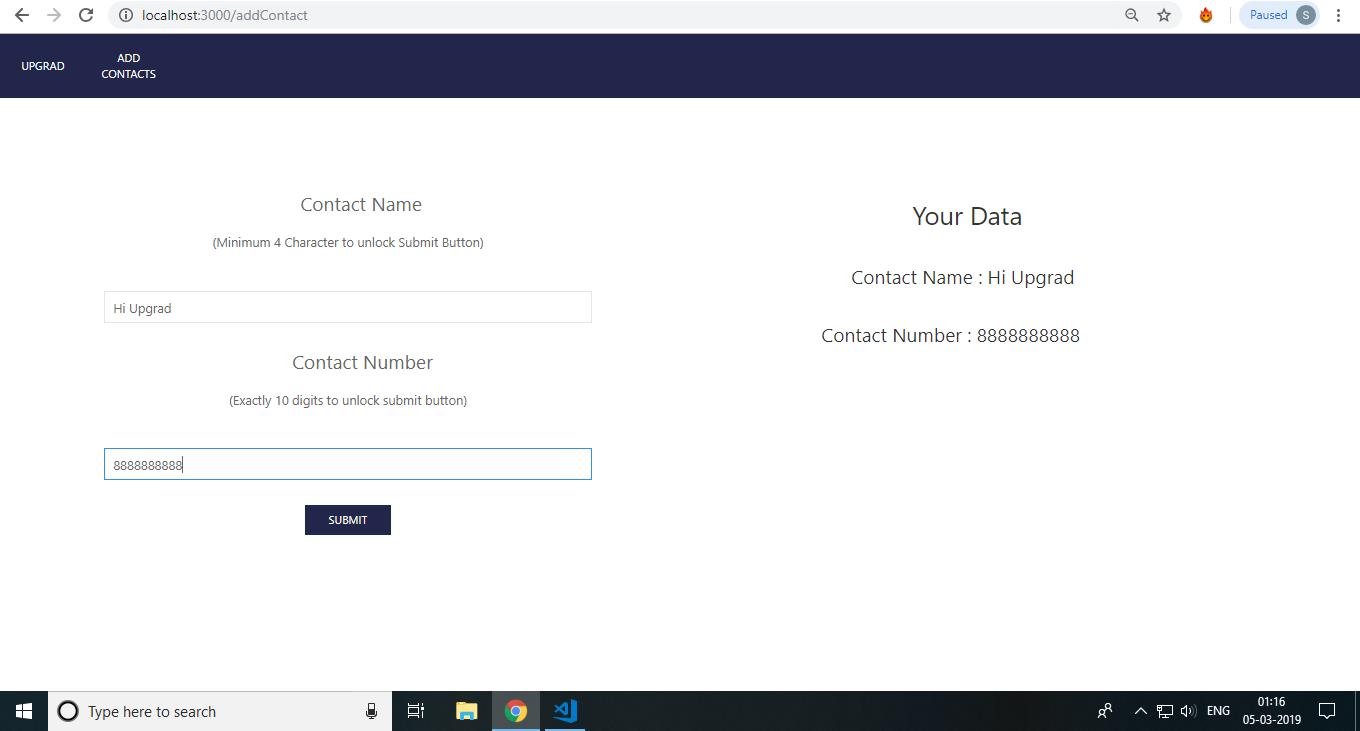 localhost:3000/addContact
Paused
S
UPGRAD
ADD
CONTACTS
Contact Name
(Minimum 4 Character to unlock Submit Button)
Hi Upgrad
Contact Number
(Exactly 10 digits to unlock submit button)
8888888888
SUBMIT
Your Data
Contact Name : Hi Upgrad
Contact Number : 8888888888
Type here to search
ENG
01:16
05-03-2019